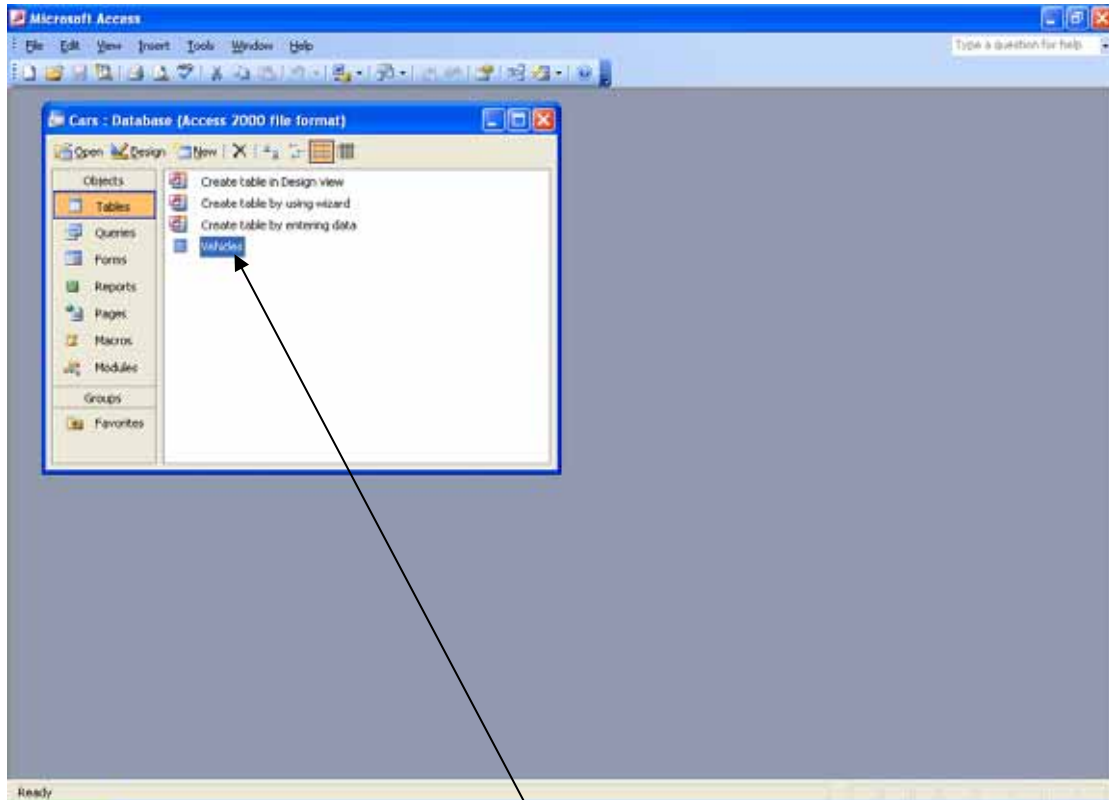 Microsoft Access
File Edit View Insert Tools Window Help
Type a question for help
Cars : Database (Access 2000 file format)
Open Design New
Objects
Tables
Queries
Forms
Reports
Pages
Macros
Modules
Groups
Favorites
Create table in Design view
Create table by using wizard
Create table by entering data
Vehicles
Ready